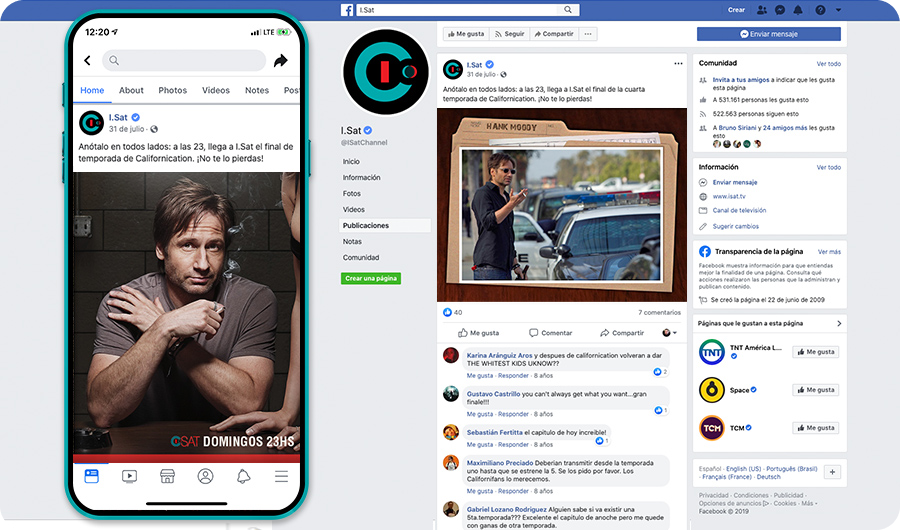 12:20
LTE
Home About Photos Videos Notes Post
I.Sat
31 de julio
Anótalo en todos lados: a las 23, llega a I.Sat el final de
temporada de Californication. ¡No te lo pierdas!
SAT DOMINGOS 23HS
I.Sat
Crear
I.Sat
@ISatChannel
Inicio
Información
Fotos
Videos
Publicaciones
Notas
Comunidad
Crear una página
Me gusta Seguir Compartir ...
I.Sat
31 de julio
Anótalo en todos lados: a las 23, llega a I.Sat el final de la cuarta
temporada de Californication. ¡No te lo pierdas!
HANK MOODY
40 7 comentarios
Me gusta Comentar Compartir
Karina Aránguiz Aros y despues de californication volveran a dar
THE WHITEST KIDS UKNOW??
2
Me gusta · Responder · 8 años
Gustavo Castrillo you can't always get what you want...gran
finale!!!
1
Me gusta · Responder · 8 años
Sebastián Fertitta el capitulo de hoy increible!
1
Me gusta · Responder · 8 años
Maximiliano Preciado Deberian transmitir desde la temporada
uno hasta que se estrene la 5. Se los pido por favor. Los
Californifans lo merecemos.
Me gusta · Responder · 8 años
Gabriel Lozano Rodriguez Alguien sabe si va existir una
5ta.temporada??? Excelente el capitulo de anoche pero me quede
con ganas de otra temporada.
Enviar mensaje
Comunidad Ver todo
Invita a tus amigos a indicar que les gusta
esta página
A 531.161 personas les gusta esto
522.563 personas siguen esto
A Bruno Siriani y 24 amigos más les gusta
esto
Información Ver todo
Enviar mensaje
www.isat.tv
Canal de televisión
Sugerir cambios
Transparencia de la página Ver más
Facebook muestra información para que entiendas
mejor la finalidad de una página. Consulta qué
acciones realizaron las personas que la administran y
publican contenido.
Se creó la página el 22 de junio de 2009
Páginas que le gustan a esta página
TNT
TNT América L...
Me gusta
Space
Me gusta
TCM
TCM
Me gusta
Español · English (US) · Português (Brasil)
· Français (France) · Deutsch
+
Privacidad · Condiciones · Publicidad ·
Opciones de anuncios · Cookies · Más
Facebook © 2019